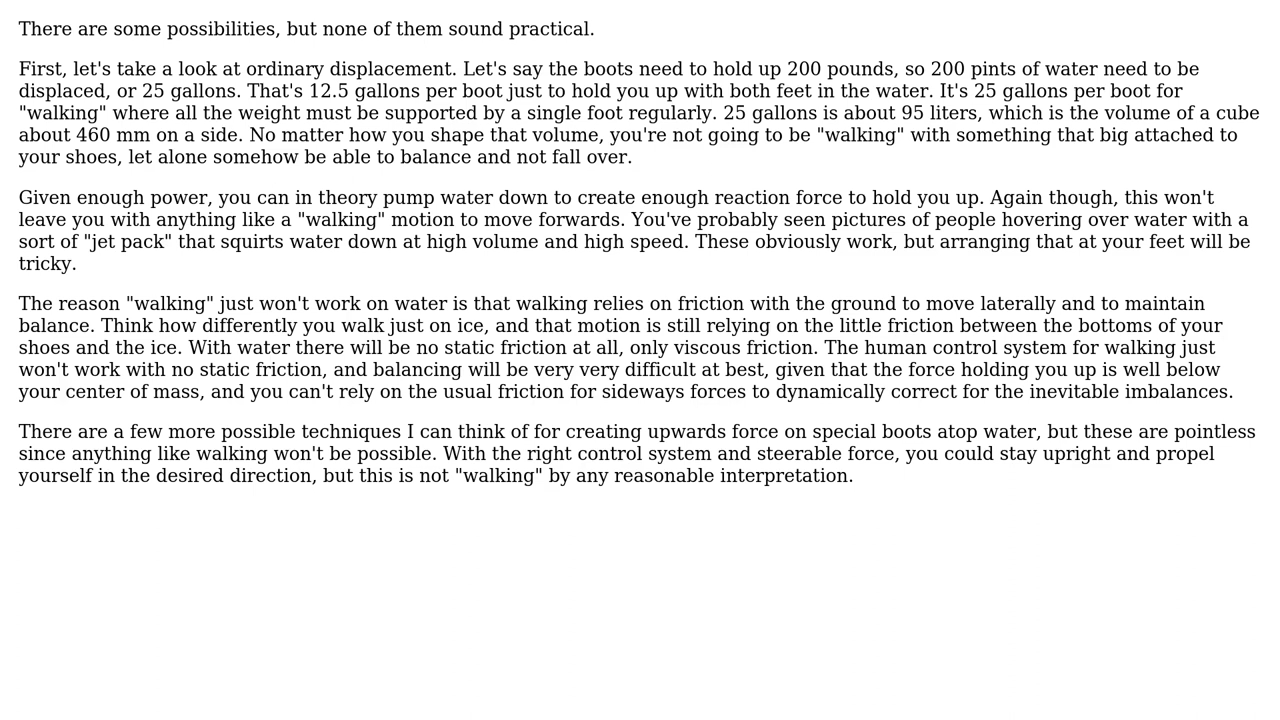 There are some possibilities, but none of them sound practical.
First, let's take a look at ordinary displacement. Let's say the boots need to hold up 200 pounds, so 200 pints of water need to be
displaced, or 25 gallons. That's 12.5 gallons per boot just to hold you up with both feet in the water. It's 25 gallons per boot for
"walking" where all the weight must be supported by a single foot regularly. 25 gallons is about 95 liters, which is the volume of a cube
about 460 mm on a side. No matter how you shape that volume, you're not going to be "walking" with something that big attached to
your shoes, let alone somehow be able to balance and not fall over.
Given enough power, you can in theory pump water down to create enough reaction force to hold you up. Again though, this won't
leave you with anything like a "walking" motion to move forwards. You've probably seen pictures of people hovering over water with a
sort of "jet pack" that squirts water down at high volume and high speed. These obviously work, but arranging that at your feet will be
tricky.
The reason "walking" just won't work on water is that walking relies on friction with the ground to move laterally and to maintain
balance. Think how differently you walk just on ice, and that motion is still relying on the little friction between the bottoms of your
shoes and the ice. With water there will be no static friction at all, only viscous friction. The human control system for walking just
won't work with no static friction, and balancing will be very very difficult at best, given that the force holding you up is well below
your center of mass, and you can't rely on the usual friction for sideways forces to dynamically correct for the inevitable imbalances.
There are a few more possible techniques I can think of for creating upwards force on special boots atop water, but these are pointless
since anything like walking won't be possible. With the right control system and steerable force, you could stay upright and propel
yourself in the desired direction, but this is not "walking" by any reasonable interpretation.